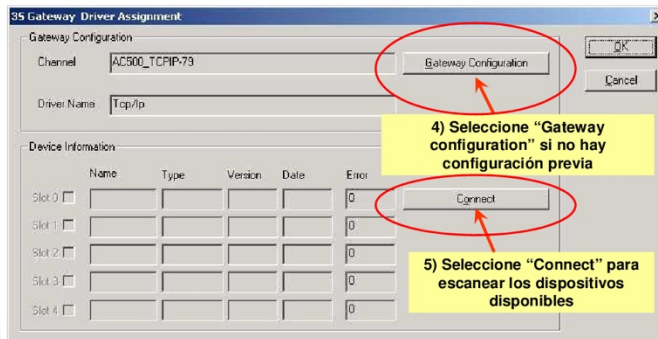 35 Gateway Driver Assignment
Gateway Configuration
Channel AC500_TCPIP-79 Gateway Configuration OK
Cancel
Driver Name Tcp/Ip
4) Seleccione “Gateway
configuration” si no hay
configuración previa
Device Information
Name Type Version Date Error
Slot 0 0 Connect
Slot 1 0
Slot 2 0
Slot 3 0
Slot 4 0
5) Seleccione “Connect” para
escanear los dispositivos
disponibles